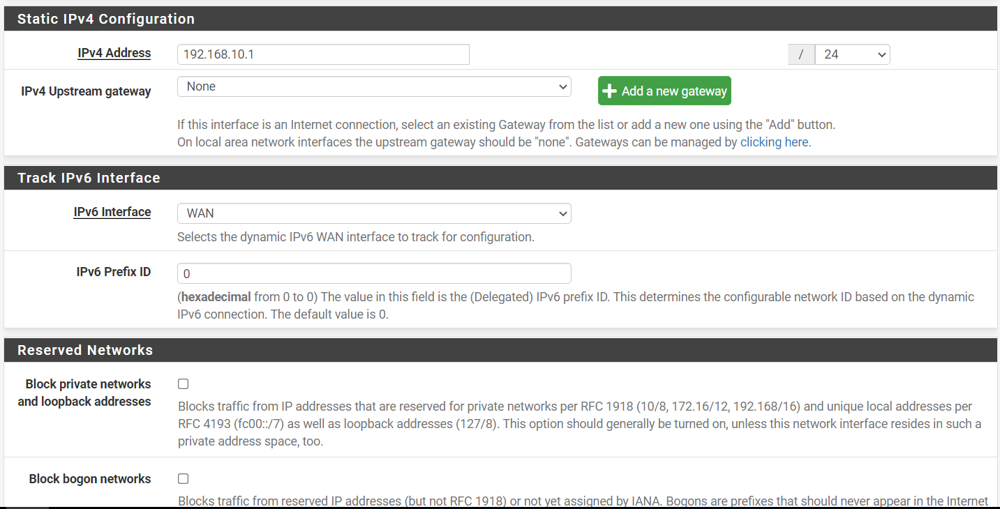 Static IPv4 Configuration
IPv4 Address 192.168.10.1 / 24
IPv4 Upstream gateway None Add a new gateway
If this interface is an Internet connection, select an existing Gateway from the list or add a new one using the "Add" button.
On local area network interfaces the upstream gateway should be "none". Gateways can be managed by clicking here.
Track IPv6 Interface
IPv6 Interface WAN
Selects the dynamic IPv6 WAN interface to track for configuration.
IPv6 Prefix ID 0
(hexadecimal from 0 to 0) The value in this field is the (Delegated) IPv6 prefix ID. This determines the configurable network ID based on the dynamic
IPv6 connection. The default value is 0.
Reserved Networks
Block private networks
and loopback addresses
Blocks traffic from IP addresses that are reserved for private networks per RFC 1918 (10/8, 172.16/12, 192.168/16) and unique local addresses per
RFC 4193 (fc00::/7) as well as loopback addresses (127/8). This option should generally be turned on, unless this network interface resides in such a
private address space, too.
Block bogon networks
Blocks traffic from reserved IP addresses (but not RFC 1918) or not yet assigned by IANA. Bogons are prefixes that should never appear in the Internet